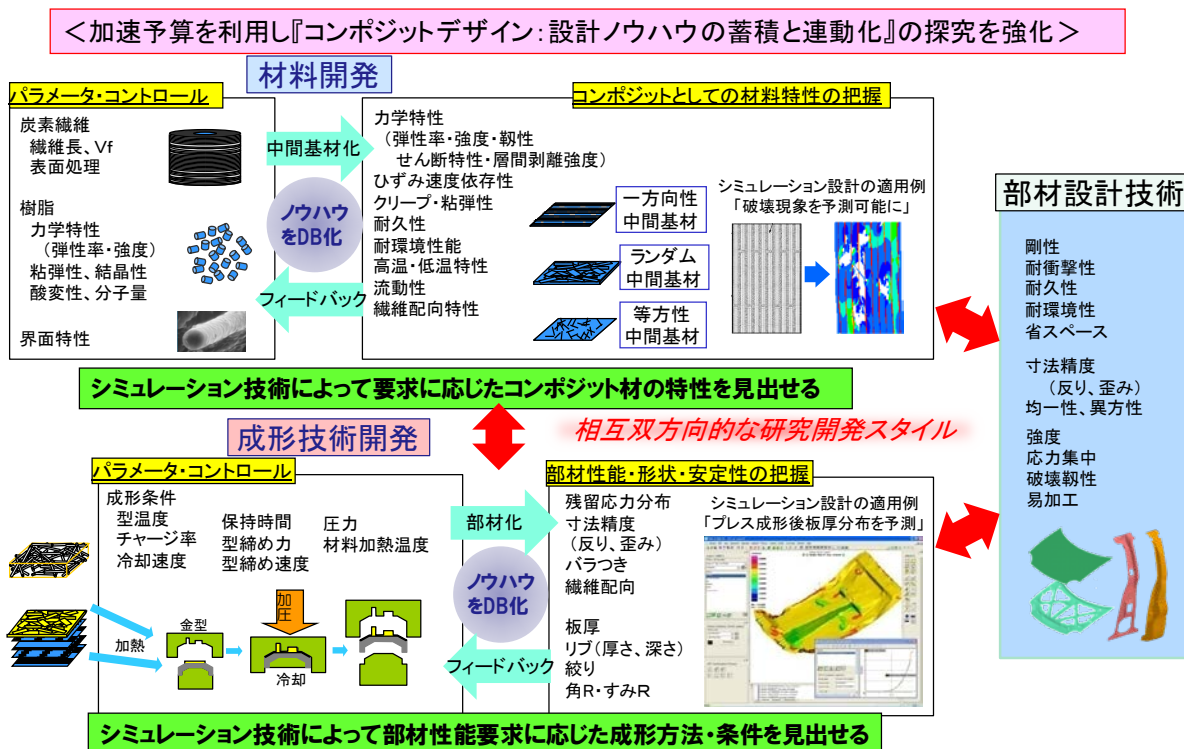 ＜加速予算を利用し『コンポジットデザイン：設計ノウハウの蓄積と連動化』の探究を強化＞
材料開発
パラメータ・コントロール
炭素繊維
繊維長、Vf
表面処理
樹脂
力学特性
（弾性率・強度）
粘弾性、結晶性
酸変性、分子量
界面特性
中間基材化
ノウハウ
をDB化
フィードバック
コンポジットとしての材料特性の把握
力学特性
（弾性率・強度・靱性
せん断特性・層間剥離強度）
ひずみ速度依存性
クリープ・粘弾性
耐久性
耐環境性能
高温・低温特性
流動性
繊維配向特性
一方向性
中間基材
ランダム
中間基材
等方性
中間基材
シミュレーション設計の適用例
「破壊現象を予測可能に」
シミュレーション技術によって要求に応じたコンポジット材の特性を見出せる
部材設計技術
剛性
耐衝撃性
耐久性
耐環境性
省スペース
寸法精度
（反り、歪み）
均一性、異方性
強度
応力集中
破壊靱性
易加工
相互双方向的な研究開発スタイル
成形技術開発
パラメータ・コントロール
成形条件
型温度
チャージ率
冷却速度
保持時間
型締め力
型締め速度
圧力
材料加熱温度
加熱
金型
加圧
冷却
部材化
ノウハウ
をDB化
フィードバック
部材性能・形状・安定性の把握
残留応力分布
寸法精度
（反り、歪み）
バラつき
繊維配向
板厚
リブ（厚さ、深さ）
絞り
角R・すみR
シミュレーション設計の適用例
「プレス成形後板厚分布を予測」
シミュレーション技術によって部材性能要求に応じた成形方法・条件を見出せる